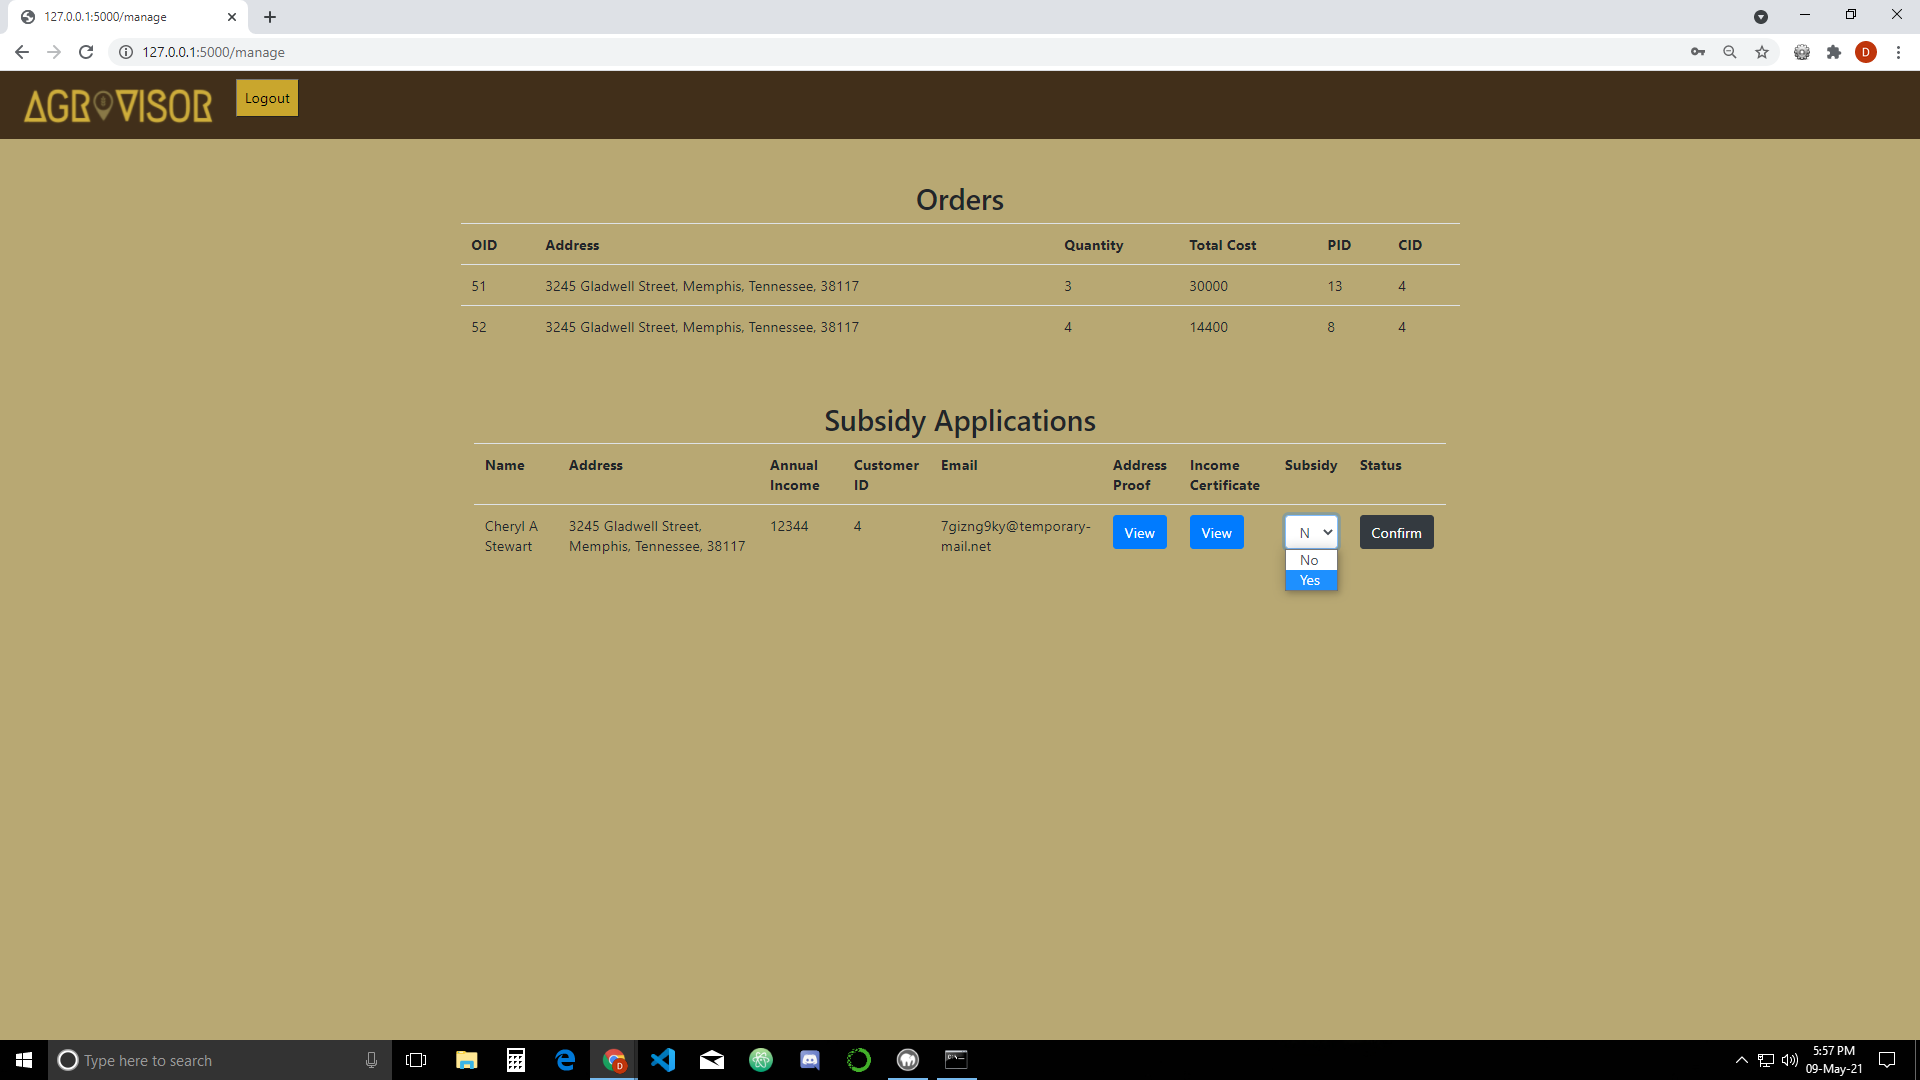 127.0.0.1:5000/manage
127.0.0.1:5000/manage
D
AGROVISOR
Logout
Orders
OID Address Quantity Total Cost PID CID
51 3245 Gladwell Street, Memphis, Tennessee, 38117 3 30000 13 4
52 3245 Gladwell Street, Memphis, Tennessee, 38117 4 14400 8 4
Subsidy Applications
Name Address Annual Customer Email Address Income Subsidy Status
Income ID Proof Certificate
Cheryl A 3245 Gladwell Street, 12344 4 7gizng9ky@temporary- View View N Confirm
Stewart Memphis, Tennessee, 38117 mail.net
No
Yes
Type here to search
D
5:57 PM
09-May-21